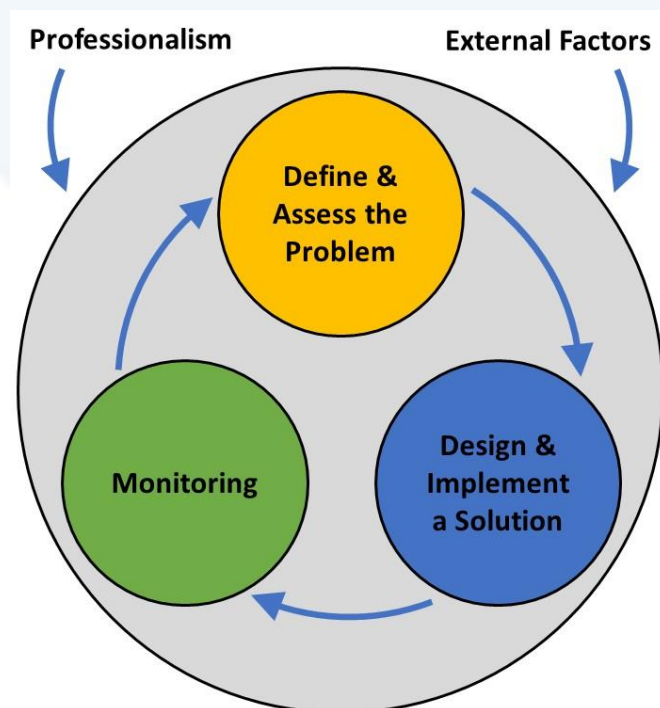 Professionalism
External Factors
Define &
Assess the
Problem
Monitoring
Design &
Implement
a Solution